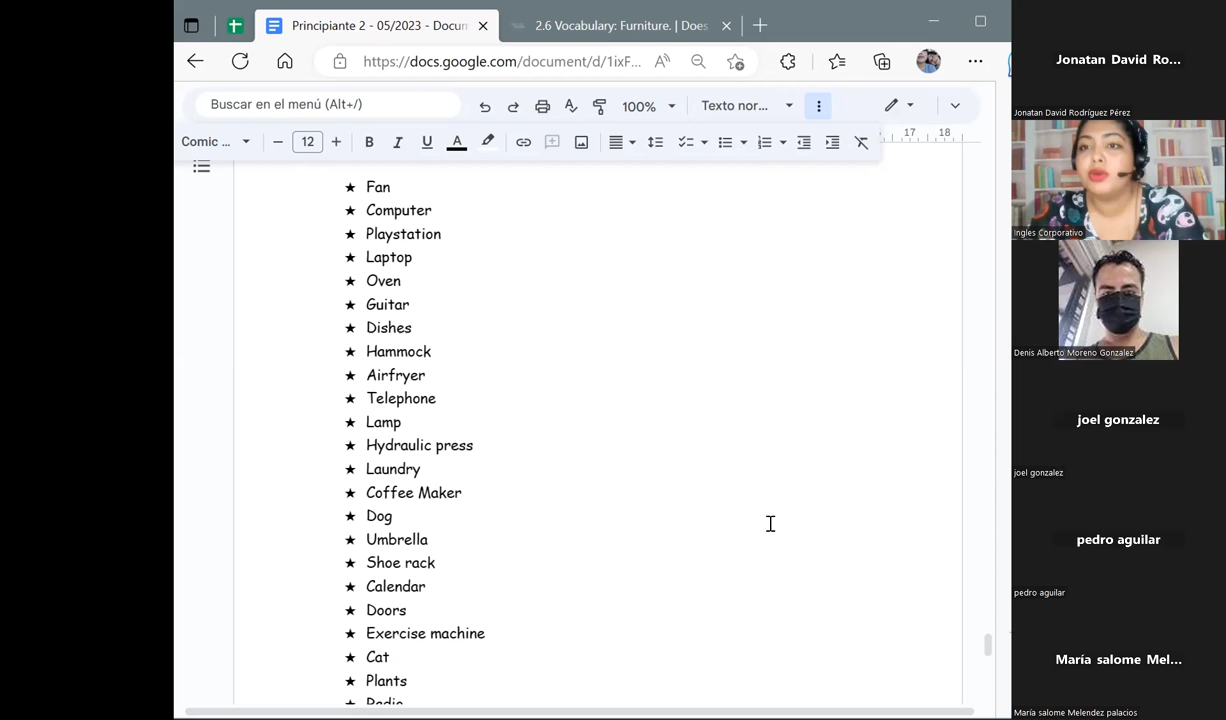 Principiante 2 - 05/2023 - Docum
2.6 Vocabulary: Furniture. | Does
https://docs.google.com/document/d/1ixF...
Buscar en el menú (Alt+/)
100%
Texto nor...
Comic ...
12
B
I
U
A
17
18
★ Fan
★ Computer
★ Playstation
★ Laptop
★ Oven
★ Guitar
★ Dishes
★ Hammock
★ Airfryer
★ Telephone
★ Lamp
★ Hydraulic press
★ Laundry
★ Coffee Maker
★ Dog
★ Umbrella
★ Shoe rack
★ Calendar
★ Doors
★ Exercise machine
★ Cat
★ Plants
★ Radio
Jonatan David Ro...
Jonatan David Rodríguez Pérez
Ingles Corporativo
Denis Alberto Moreno Gonzalez
joel gonzalez
joel gonzalez
pedro aguilar
pedro aguilar
María salome Mel...
María salome Melendez palacios